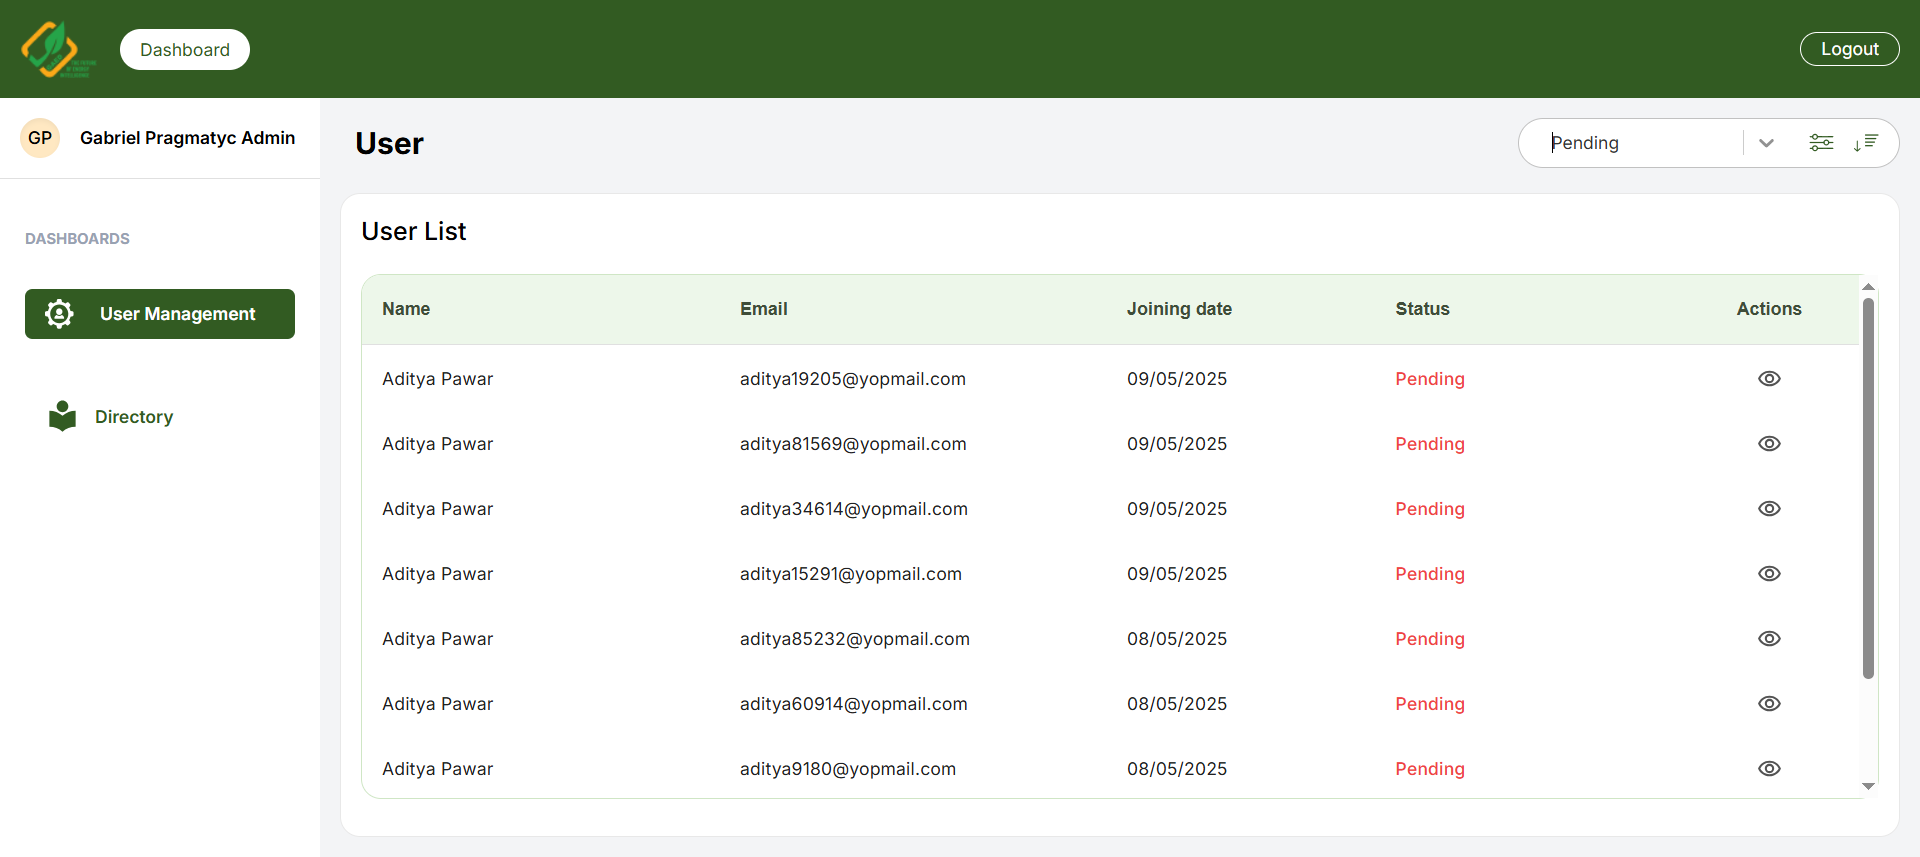 Dashboard
Logout
GP
Gabriel Pragmatyc Admin
User
Pending
DASHBOARDS
User Management
Directory
User List
Name Email Joining date Status Actions
Aditya Pawar aditya19205@yopmail.com 09/05/2025 Pending
Aditya Pawar aditya81569@yopmail.com 09/05/2025 Pending
Aditya Pawar aditya34614@yopmail.com 09/05/2025 Pending
Aditya Pawar aditya15291@yopmail.com 09/05/2025 Pending
Aditya Pawar aditya85232@yopmail.com 08/05/2025 Pending
Aditya Pawar aditya60914@yopmail.com 08/05/2025 Pending
Aditya Pawar aditya9180@yopmail.com 08/05/2025 Pending